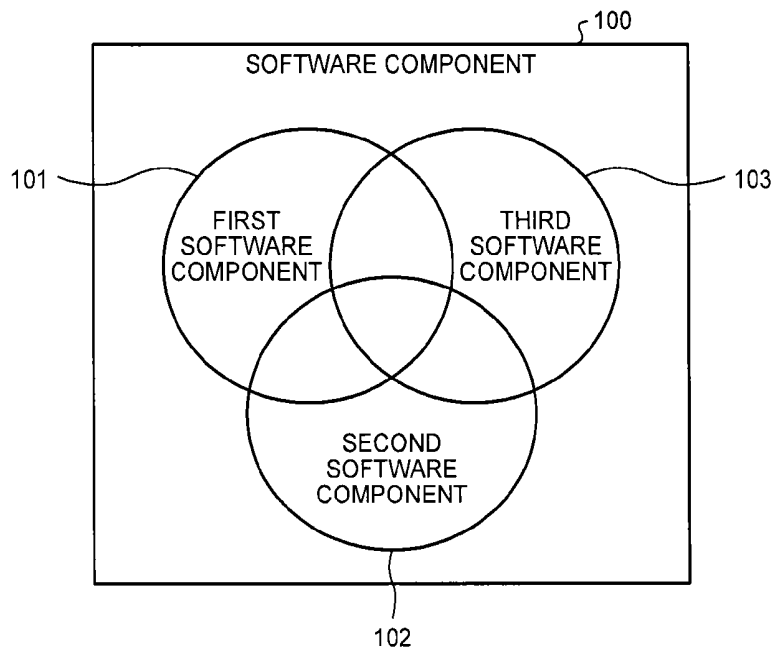 100
SOFTWARE COMPONENT
101
103
FIRST
SOFTWARE
COMPONENT
THIRD
SOFTWARE
COMPONENT
SECOND
SOFTWARE
COMPONENT
102